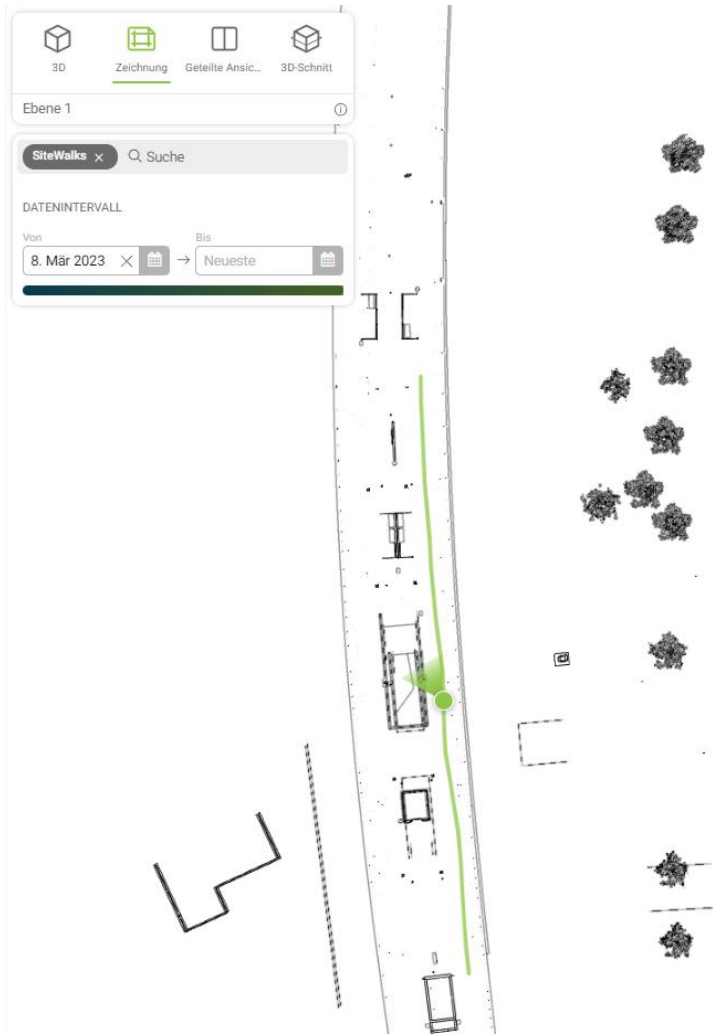 3D Zeichnung Geteilte Ansic... 3D-Schnitt
Ebene 1
SiteWalks Suche
DATENINTERVALL
Von Bis
8. Mär 2023 → Neueste